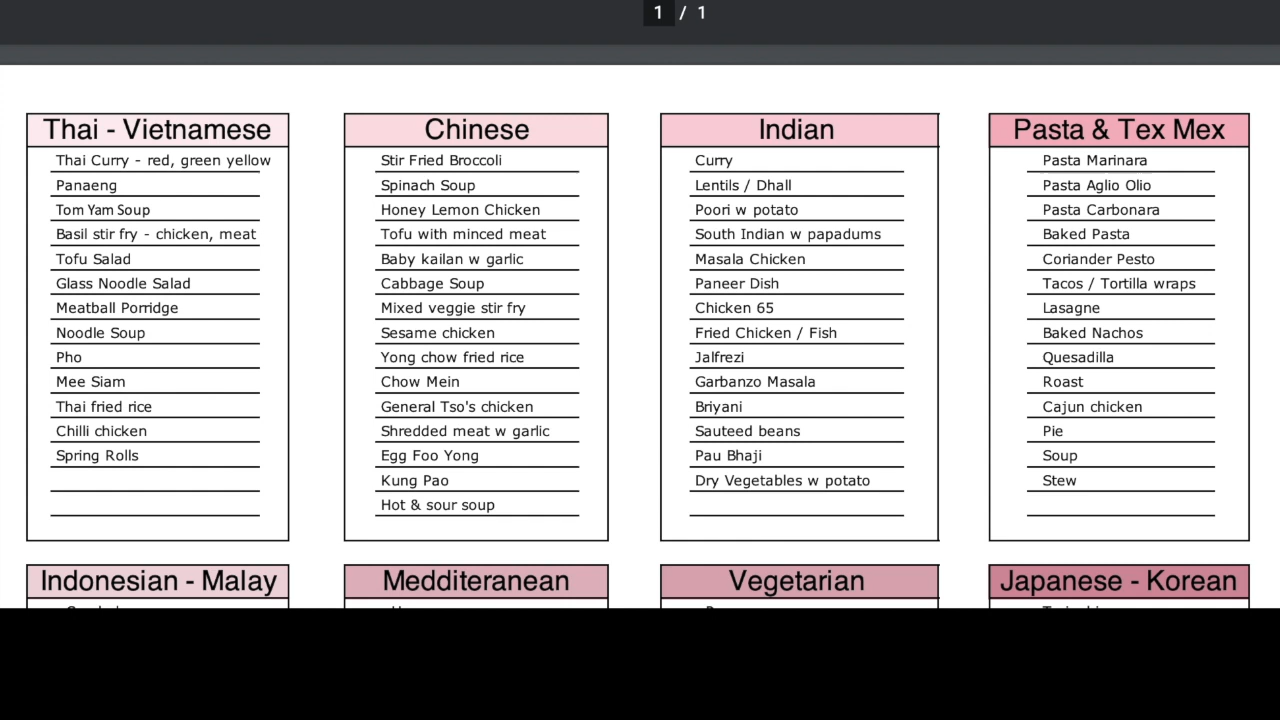 1 / 1
Thai - Vietnamese
Thai Curry - red, green yellow
Panaeng
Tom Yam Soup
Basil stir fry - chicken, meat
Tofu Salad
Glass Noodle Salad
Meatball Porridge
Noodle Soup
Pho
Mee Siam
Thai fried rice
Chilli chicken
Spring Rolls
Chinese
Stir Fried Broccoli
Spinach Soup
Honey Lemon Chicken
Tofu with minced meat
Baby kailan w garlic
Cabbage Soup
Mixed veggie stir fry
Sesame chicken
Yong chow fried rice
Chow Mein
General Tso's chicken
Shredded meat w garlic
Egg Foo Yong
Kung Pao
Hot & sour soup
Indian
Curry
Lentils / Dhall
Poori w potato
South Indian w papadums
Masala Chicken
Paneer Dish
Chicken 65
Fried Chicken / Fish
Jalfrezi
Garbanzo Masala
Briyani
Sauteed beans
Pau Bhaji
Dry Vegetables w potato
Pasta & Tex Mex
Pasta Marinara
Pasta Aglio Olio
Pasta Carbonara
Baked Pasta
Coriander Pesto
Tacos / Tortilla wraps
Lasagne
Baked Nachos
Quesadilla
Roast
Cajun chicken
Pie
Soup
Stew
Indonesian - Malay
Medditeranean
Vegetarian
Japanese - Korean